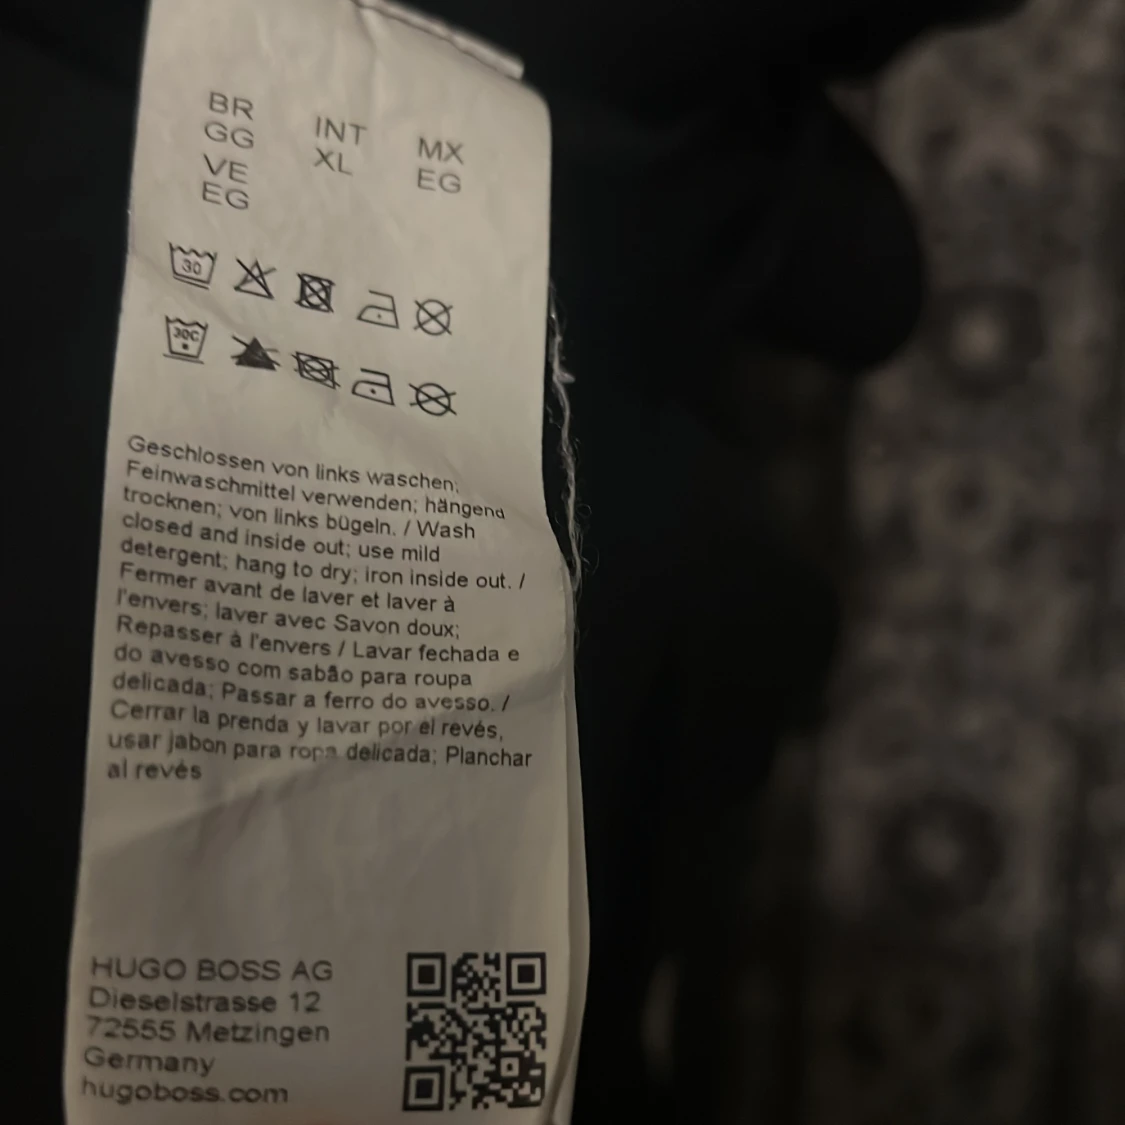 BR
GG
VE
EG
INT
XL
MX
EG
30
30C
Geschlossen von links waschen;
Feinwaschmittel verwenden; hängend
trocknen; von links bügeln. / Wash
closed and inside out; use mild
detergent; hang to dry; iron inside out. /
Fermer avant de laver et laver à
l'envers; laver avec Savon doux;
Repasser à l'envers / Lavar fechada e
do avesso com sabão para roupa
delicada; Passar a ferro do avesso. /
Cerrar la prenda y lavar por el revés,
usar jabon para ropa delicada; Planchar
al revés
HUGO BOSS AG
Dieselstrasse 12
72555 Metzingen
Germany
hugoboss.com